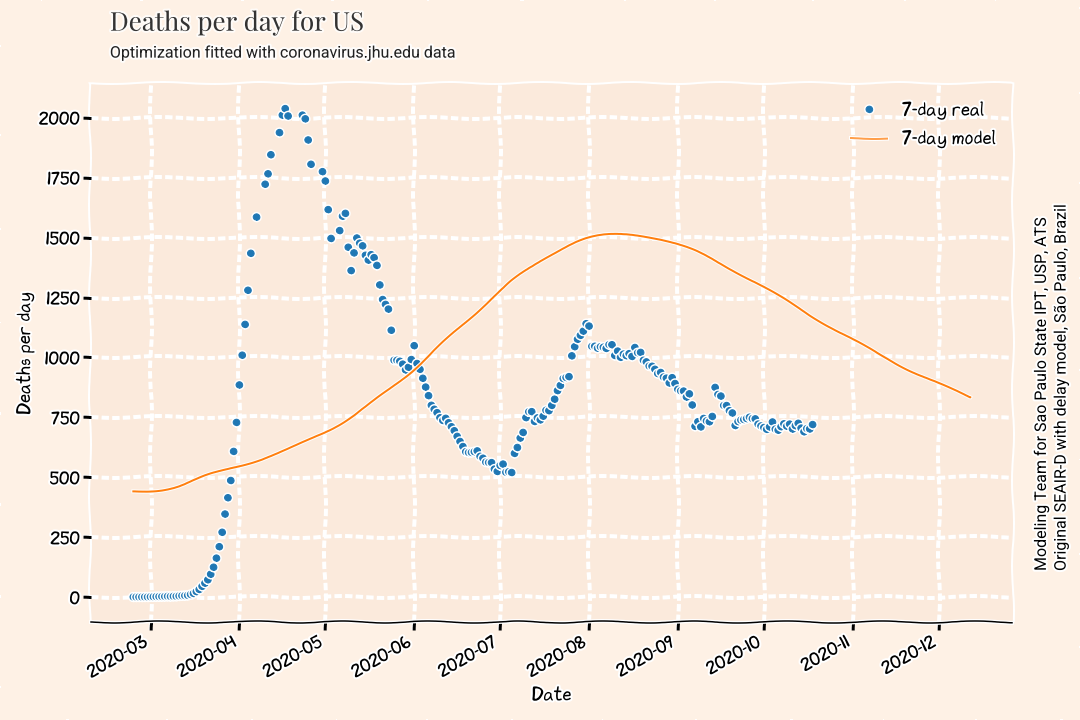 Deaths per day for US
Optimization fitted with coronavirus.jhu.edu data
7-day real
7-day model
Deaths per day
2000
1750
1500
1250
1000
750
500
250
0
2020-03
2020-04
2020-05
2020-06
2020-07
2020-08
2020-09
2020-10
2020-11
2020-12
Date
Modeling Team for Sao Paulo State IPT, USP, ATS
Original SEAIR-D with delay model, São Paulo, Brazil